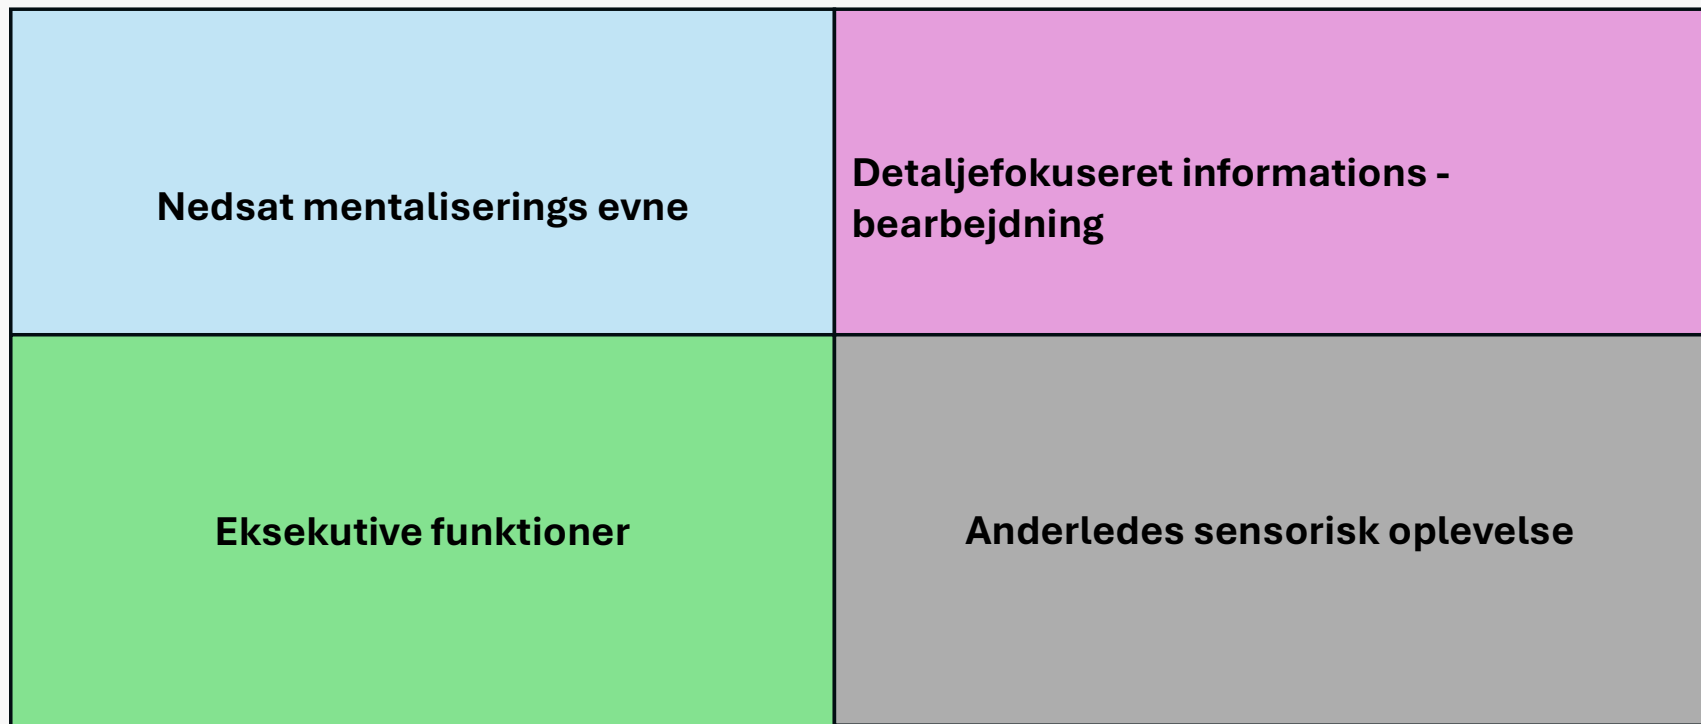 Nedsat mentaliserings evne
Detaljefokuseret informations -
bearbejdning
Eksekutive funktioner
Anderledes sensorisk oplevelse